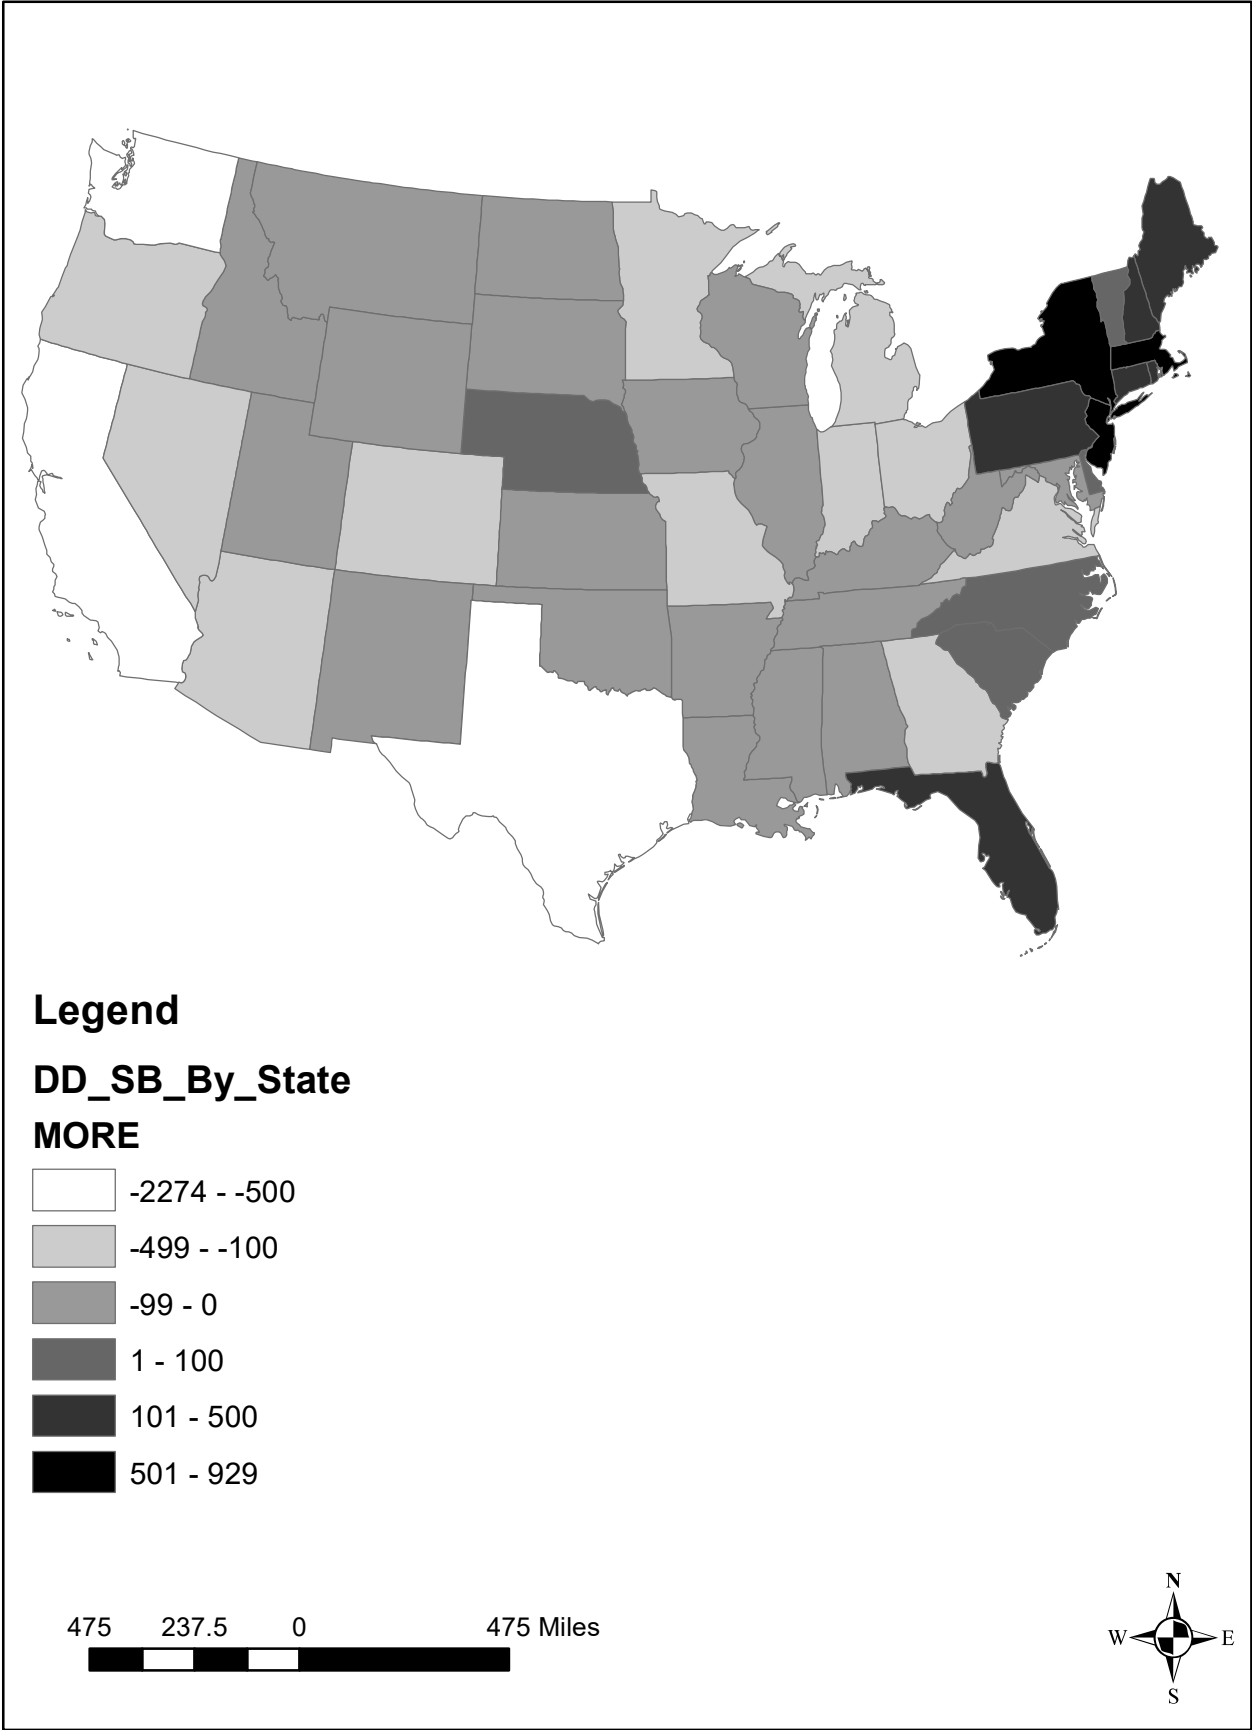 Legend
DD_SB_By_State
MORE
-2274 - -500
-499 - -100
-99 - 0
1 - 100
101 - 500
501 - 929
475 237.5 0 475 Miles
N
W E
S